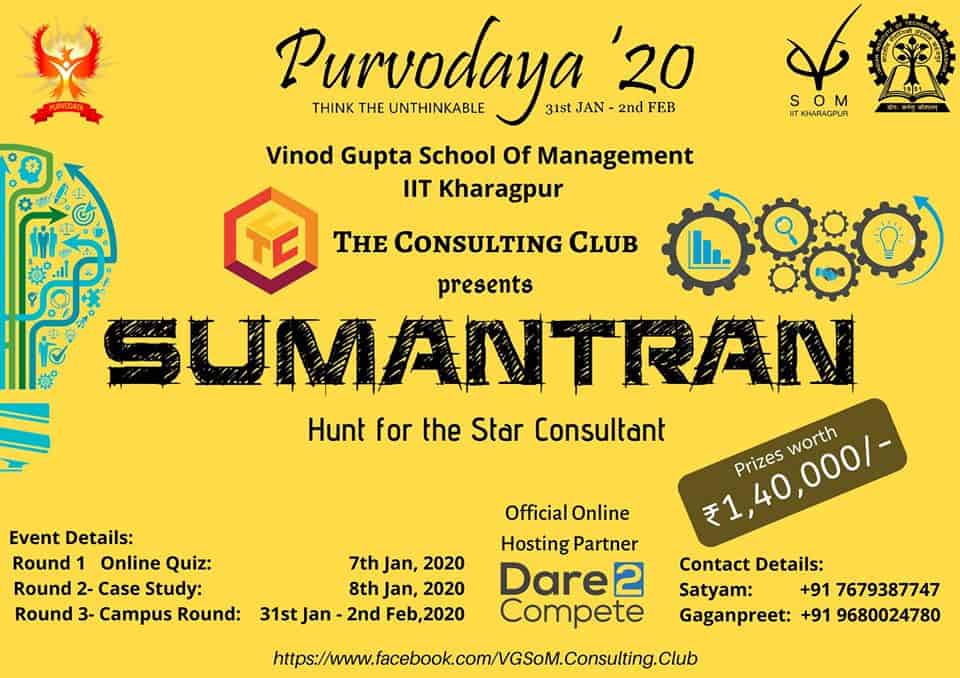 Purvodaya '20
THINK THE UNTHINKABLE 31st JAN - 2nd FEB
PURVODAYA
SOM
IIT KHARAGPUR
1951
Vinod Gupta School Of Management
IIT Kharagpur
TCC
THE CONSULTING CLUB
presents
SUMANTRAN
Hunt for the Star Consultant
Prizes worth
₹1,40,000/-
Official Online
Hosting Partner
Dare2
Compete
Event Details:
Round 1 Online Quiz: 7th Jan, 2020
Round 2- Case Study: 8th Jan, 2020
Round 3- Campus Round: 31st Jan - 2nd Feb,2020
Contact Details:
Satyam: +91 7679387747
Gaganpreet: +91 9680024780
https://www.facebook.com/VGSoM.Consulting.Club